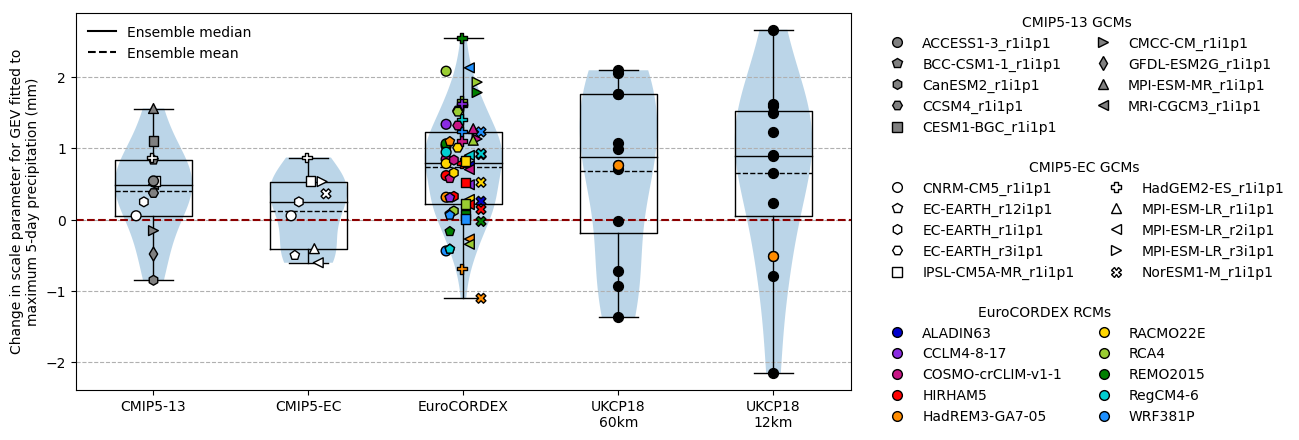 Change in scale parameter for GEV fitted to
maximum 5-day precipitation (mm)
2
1
0
−1
−2
Ensemble median
Ensemble mean
CMIP5-13
CMIP5-EC
EuroCORDEX
UKCP18
60km
UKCP18
12km
CMIP5-13 GCMs
ACCESS1-3_r1i1p1
BCC-CSM1-1_r1i1p1
CanESM2_r1i1p1
CCSM4_r1i1p1
CESM1-BGC_r1i1p1
CMCC-CM_r1i1p1
GFDL-ESM2G_r1i1p1
MPI-ESM-MR_r1i1p1
MRI-CGCM3_r1i1p1
CMIP5-EC GCMs
CNRM-CM5_r1i1p1
EC-EARTH_r12i1p1
EC-EARTH_r1i1p1
EC-EARTH_r3i1p1
IPSL-CM5A-MR_r1i1p1
HadGEM2-ES_r1i1p1
MPI-ESM-LR_r1i1p1
MPI-ESM-LR_r2i1p1
MPI-ESM-LR_r3i1p1
NorESM1-M_r1i1p1
EuroCORDEX RCMs
ALADIN63
CCLM4-8-17
COSMO-crCLIM-v1-1
HIRHAM5
HadREM3-GA7-05
RACMO22E
RCA4
REMO2015
RegCM4-6
WRF381P